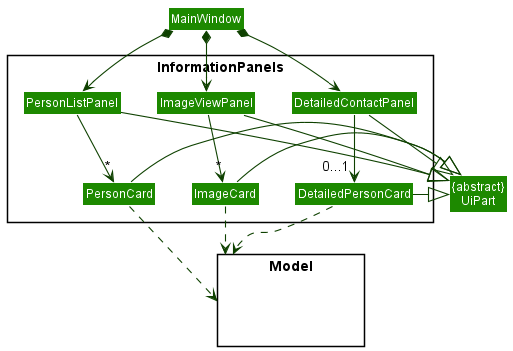 MainWindow
InformationPanels
PersonListPanel
ImageViewPanel
DetailedContactPanel
*
*
0...1
PersonCard
ImageCard
DetailedPersonCard
{abstract}
UiPart
Model